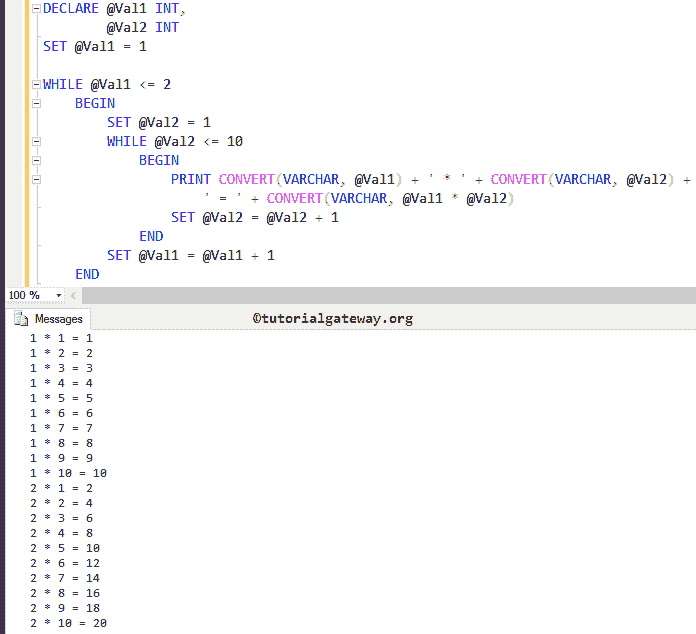 DECLARE @Val1 INT,
@Val2 INT
SET @Val1 = 1
WHILE @Val1 <= 2
BEGIN
SET @Val2 = 1
WHILE @Val2 <= 10
BEGIN
PRINT CONVERT(VARCHAR, @Val1) + ' * ' + CONVERT(VARCHAR, @Val2) +
' = ' + CONVERT(VARCHAR, @Val1 * @Val2)
SET @Val2 = @Val2 + 1
END
SET @Val1 = @Val1 + 1
END
100 %
Messages
©tutorialgateway.org
1 * 1 = 1
1 * 2 = 2
1 * 3 = 3
1 * 4 = 4
1 * 5 = 5
1 * 6 = 6
1 * 7 = 7
1 * 8 = 8
1 * 9 = 9
1 * 10 = 10
2 * 1 = 2
2 * 2 = 4
2 * 3 = 6
2 * 4 = 8
2 * 5 = 10
2 * 6 = 12
2 * 7 = 14
2 * 8 = 16
2 * 9 = 18
2 * 10 = 20